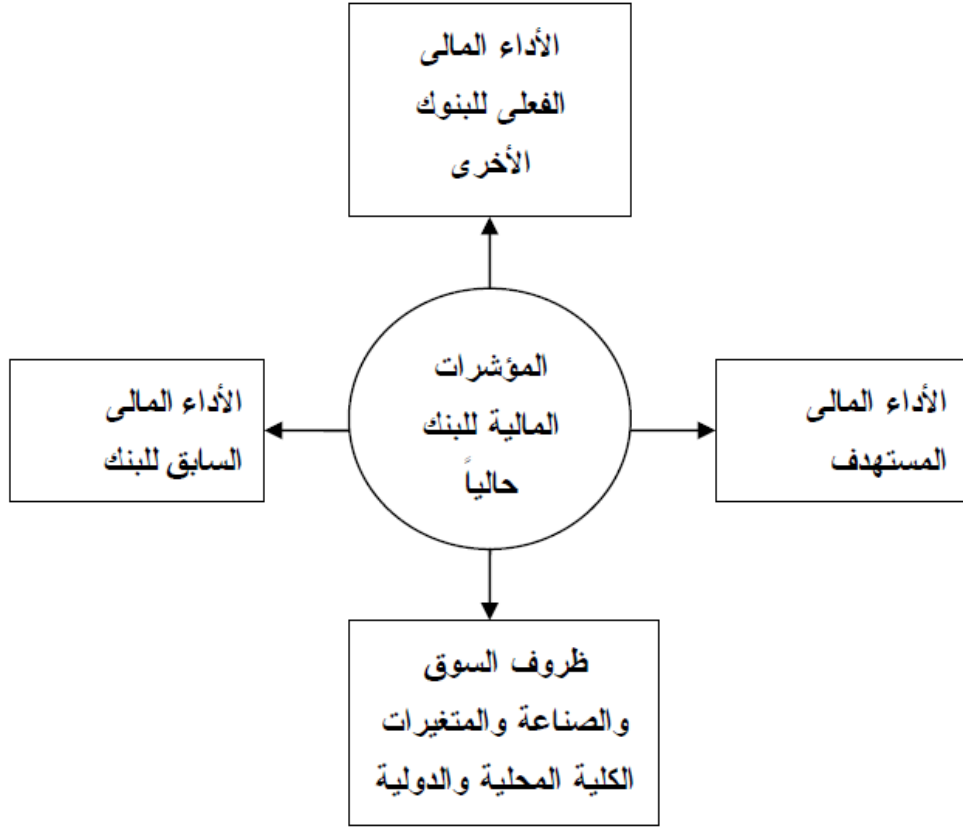 الأداء المالى
الفعلى للبنوك
الأخرى
المؤشرات
المالية للبنك
حالياً
الأداء المالى
المستهدف
الأداء المالى
السابق للبنك
ظروف السوق
والصناعة والمتغيرات
الكلية المحلية والدولية